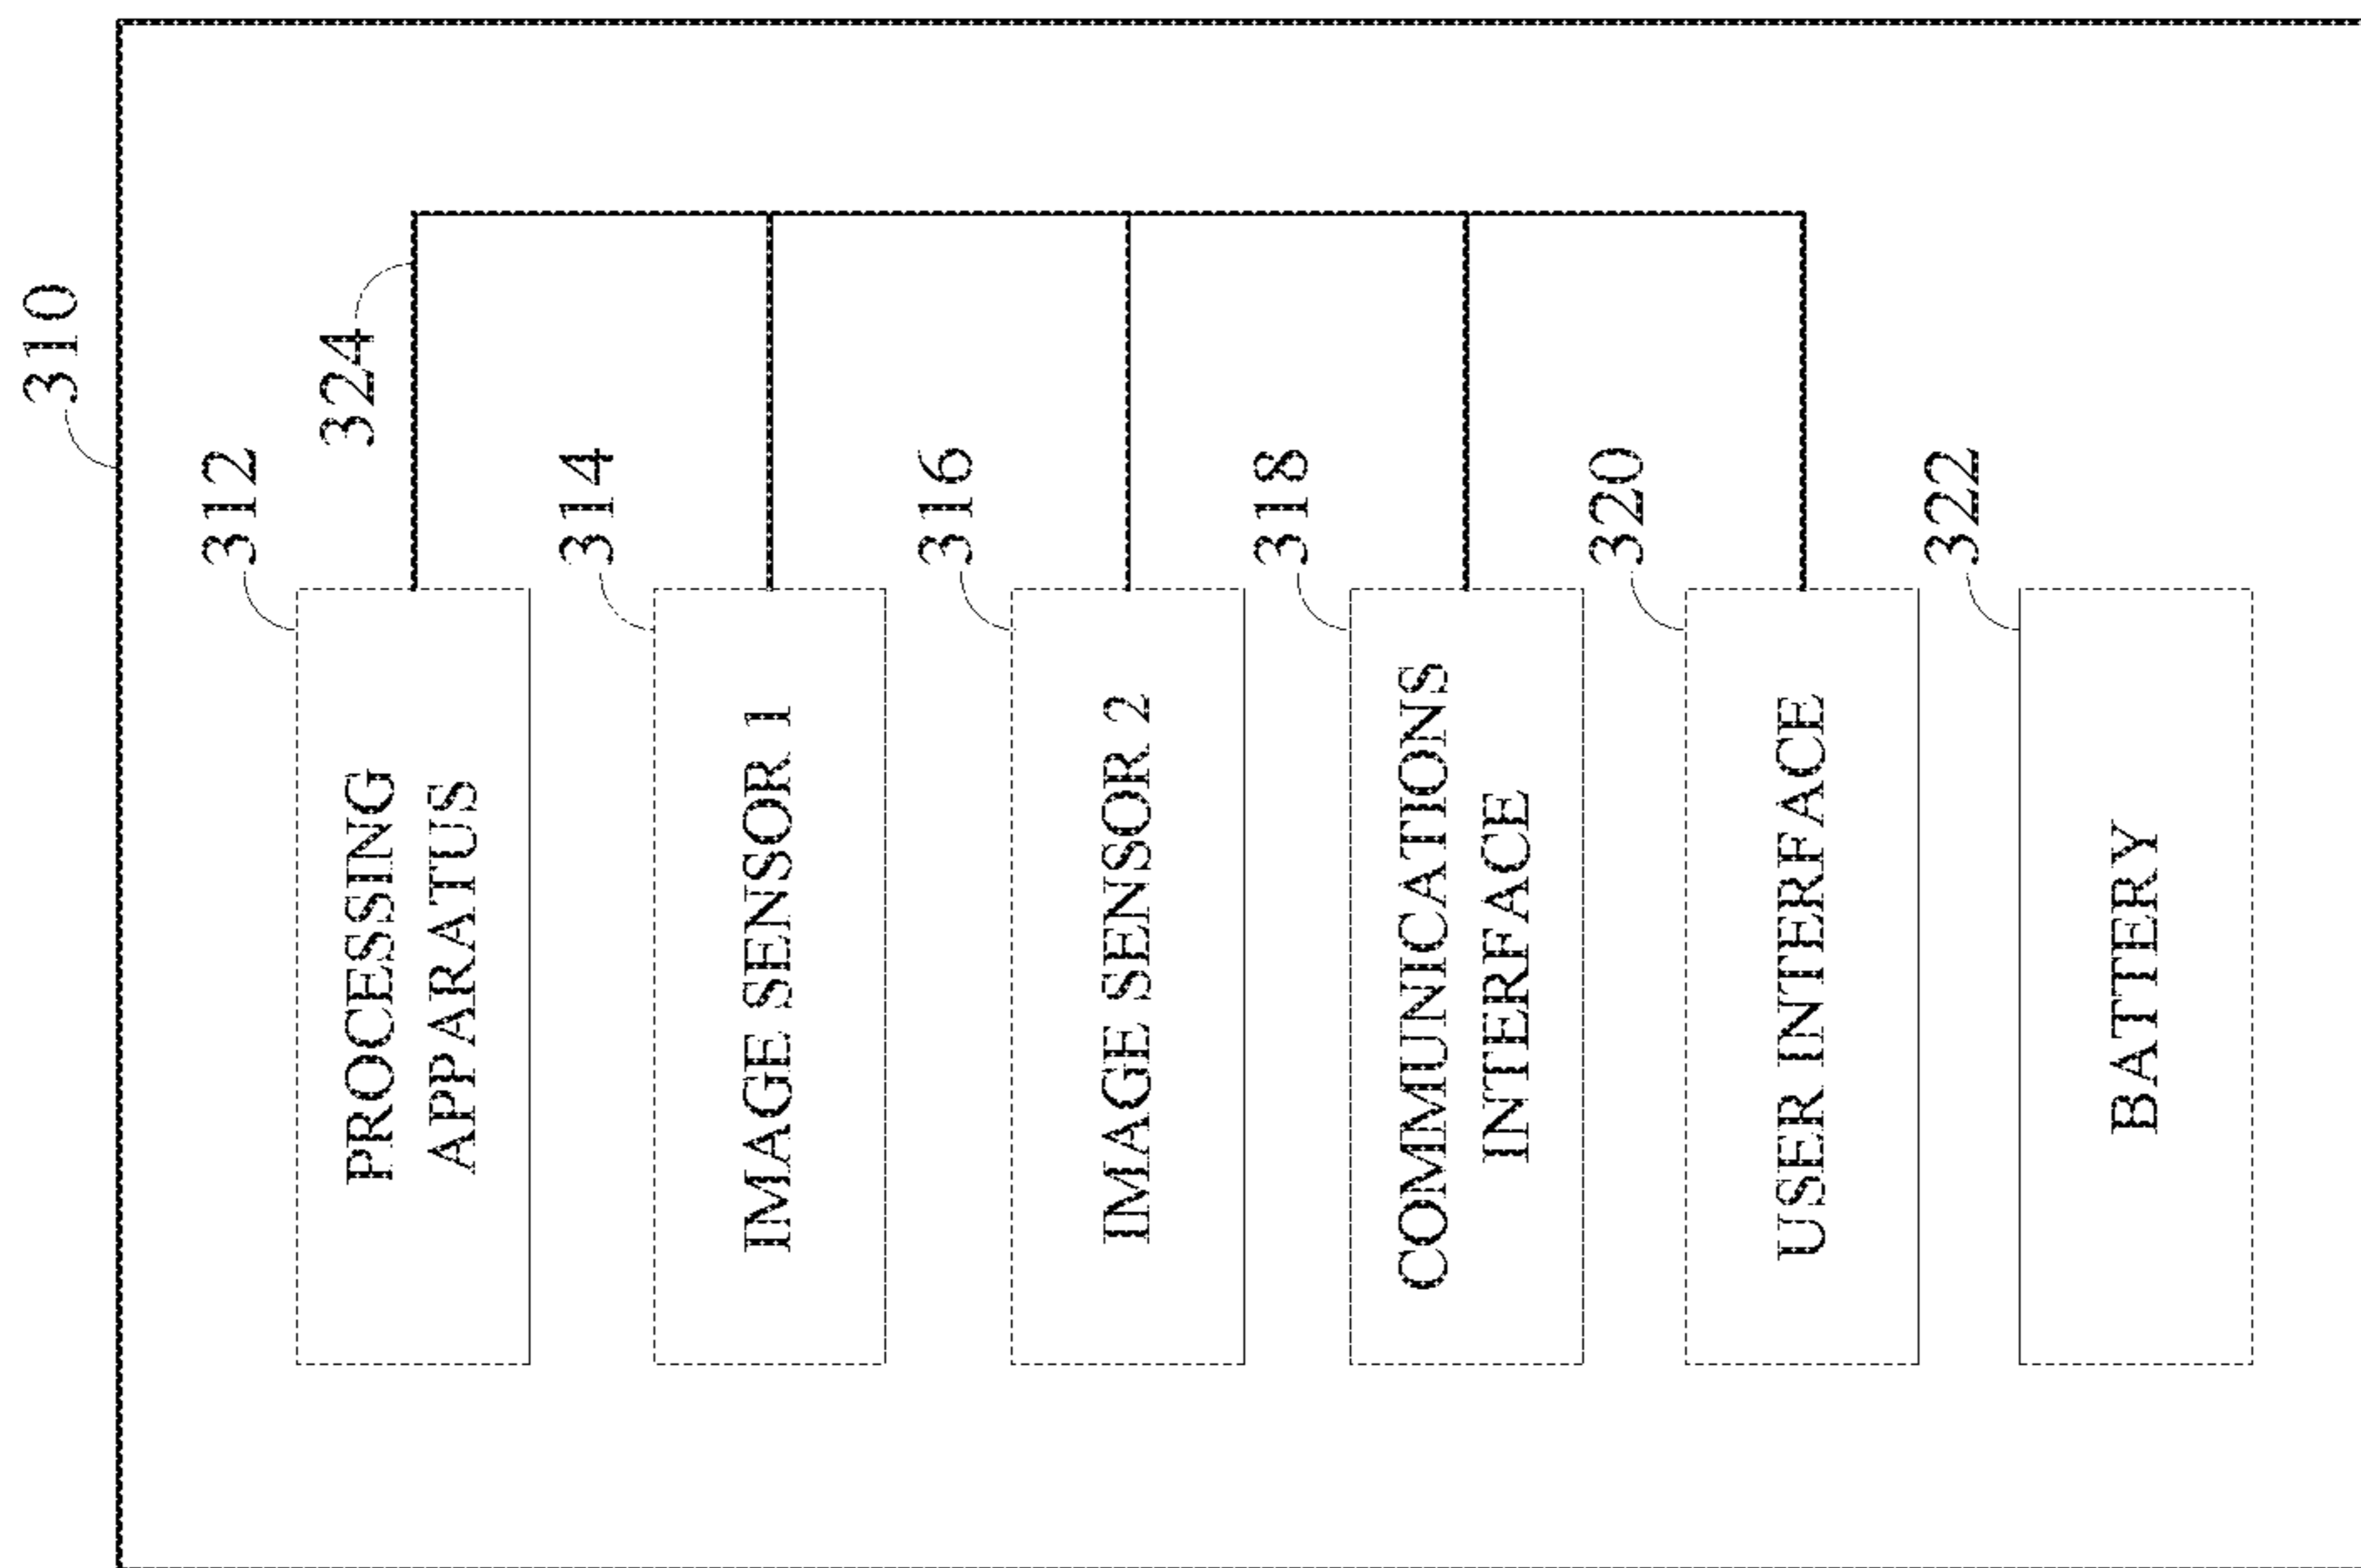 310
324
312
PROCESSING
APPARATUS
314
IMAGE SENSOR 1
316
IMAGE SENSOR 2
318
COMMUNICATIONS
INTERFACE
320
USER INTERFACE
322
BATTERY